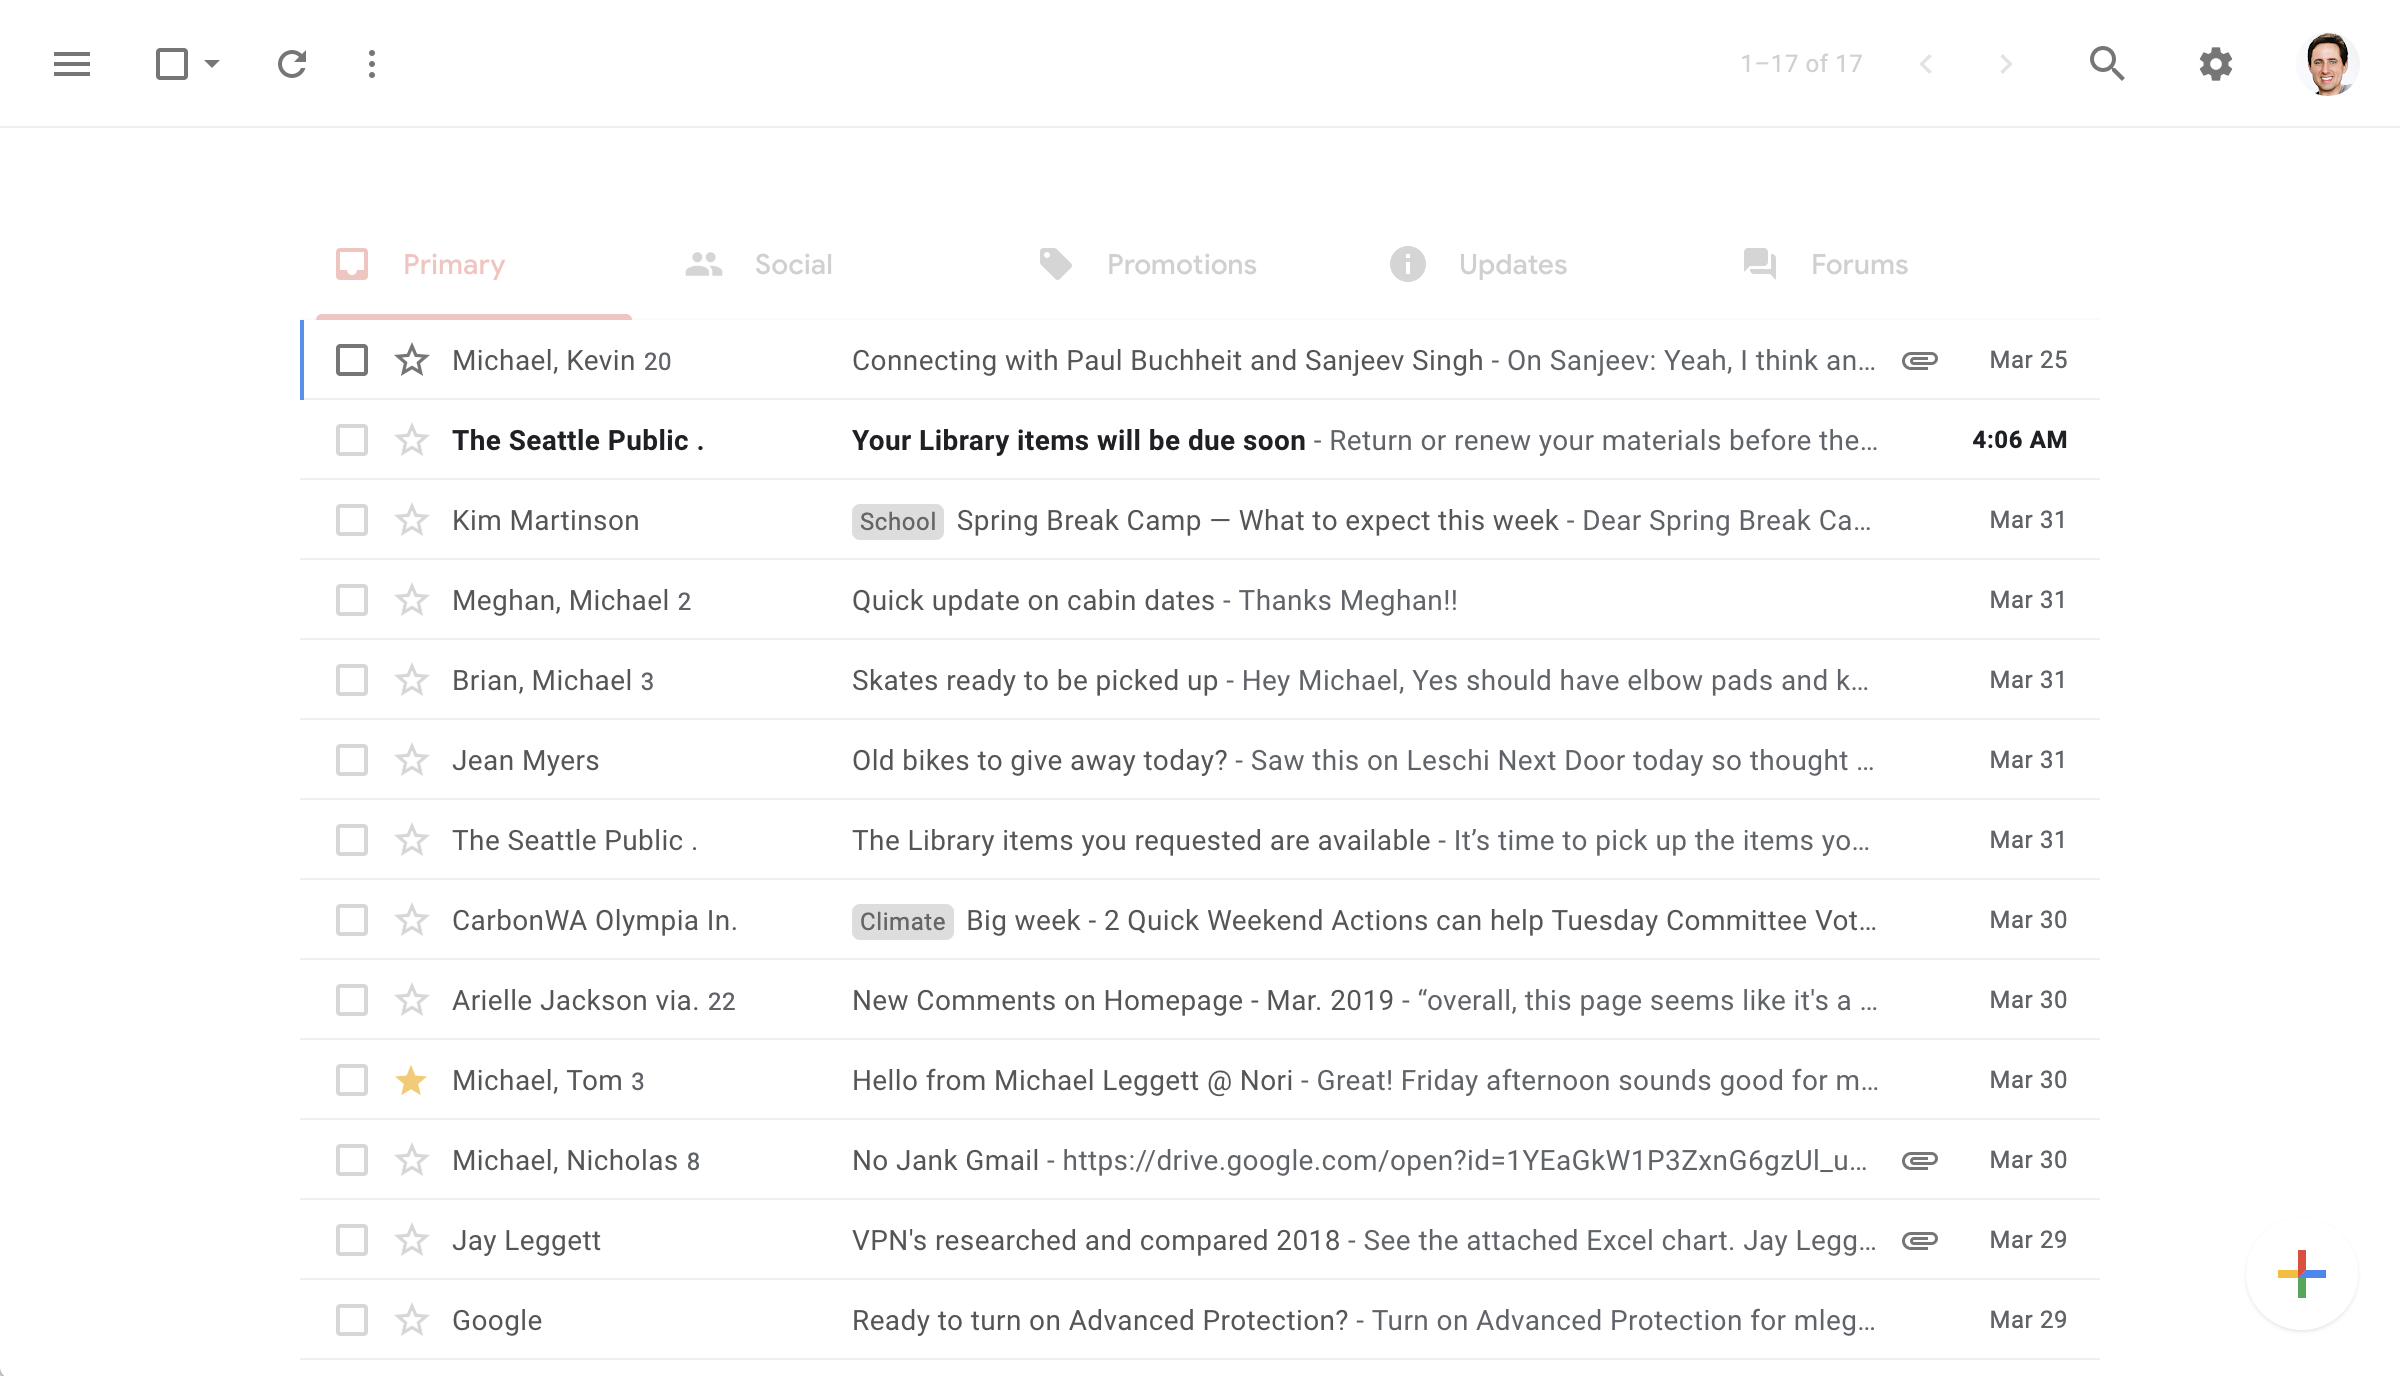 1–17 of 17
Primary Social Promotions Updates Forums
Michael, Kevin 20 Connecting with Paul Buchheit and Sanjeev Singh - On Sanjeev: Yeah, I think an... Mar 25
The Seattle Public . Your Library items will be due soon - Return or renew your materials before the... 4:06 AM
Kim Martinson School Spring Break Camp — What to expect this week - Dear Spring Break Ca... Mar 31
Meghan, Michael 2 Quick update on cabin dates - Thanks Meghan!! Mar 31
Brian, Michael 3 Skates ready to be picked up - Hey Michael, Yes should have elbow pads and k... Mar 31
Jean Myers Old bikes to give away today? - Saw this on Leschi Next Door today so thought ... Mar 31
The Seattle Public . The Library items you requested are available - It’s time to pick up the items yo... Mar 31
CarbonWA Olympia In. Climate Big week - 2 Quick Weekend Actions can help Tuesday Committee Vot... Mar 30
Arielle Jackson via. 22 New Comments on Homepage - Mar. 2019 - “overall, this page seems like it's a ... Mar 30
Michael, Tom 3 Hello from Michael Leggett @ Nori - Great! Friday afternoon sounds good for m... Mar 30
Michael, Nicholas 8 No Jank Gmail - https://drive.google.com/open?id=1YEaGkW1P3ZxnG6gzUl_u... Mar 30
Jay Leggett VPN's researched and compared 2018 - See the attached Excel chart. Jay Legg... Mar 29
Google Ready to turn on Advanced Protection? - Turn on Advanced Protection for mleg... Mar 29